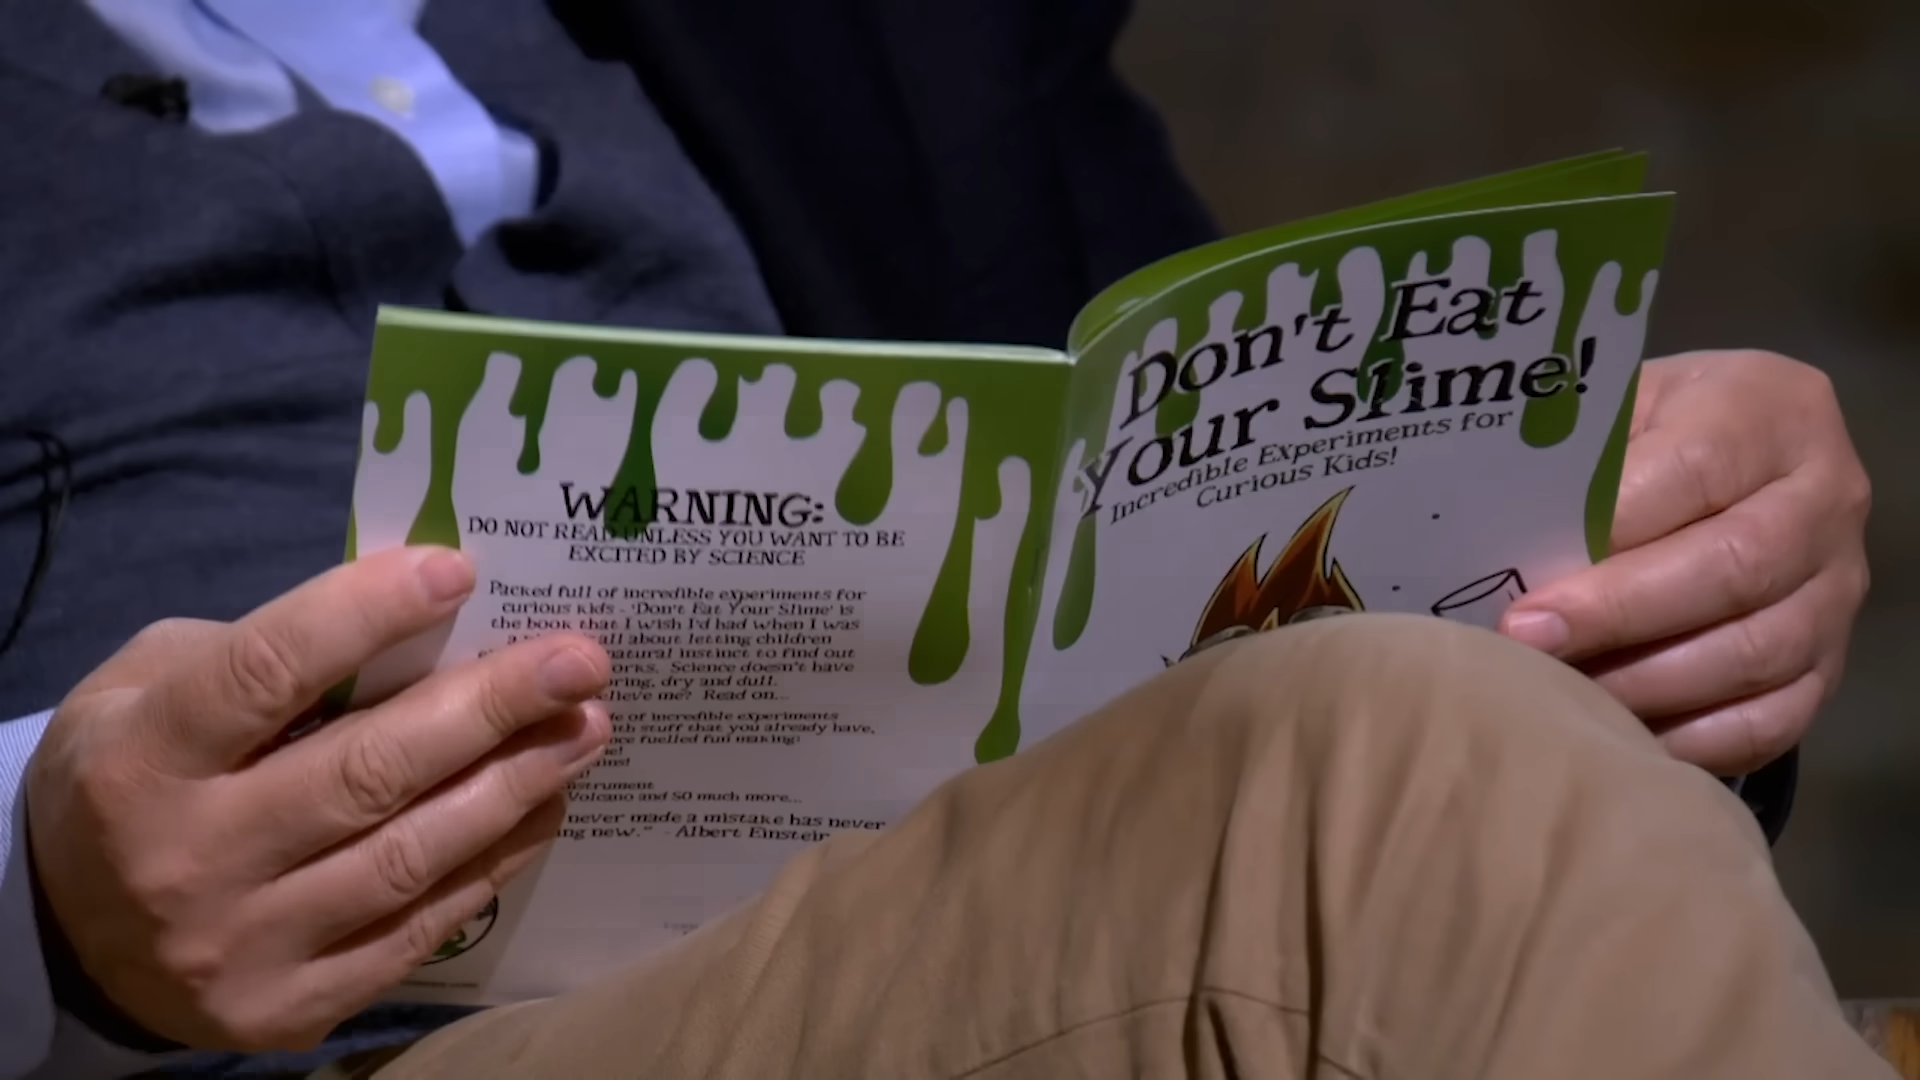 WARNING:
DO NOT READ UNLESS YOU WANT TO BE
EXCITED BY SCIENCE
Packed full of incredible experiments for
curious kids - 'Don't Eat Your Slime' is
the book that I wish I'd had when I was
a all about letting children
natural instinct to find out
Science doesn't have
dry and dull.
me? Read on...
of incredible experiments
stuff that you already have,
fuelled fun making:
Volcano and SO much more...
never made a mistake has never
new." - Albert Einstein
Don't Eat
Your Slime!
Incredible Experiments for
Curious Kids!